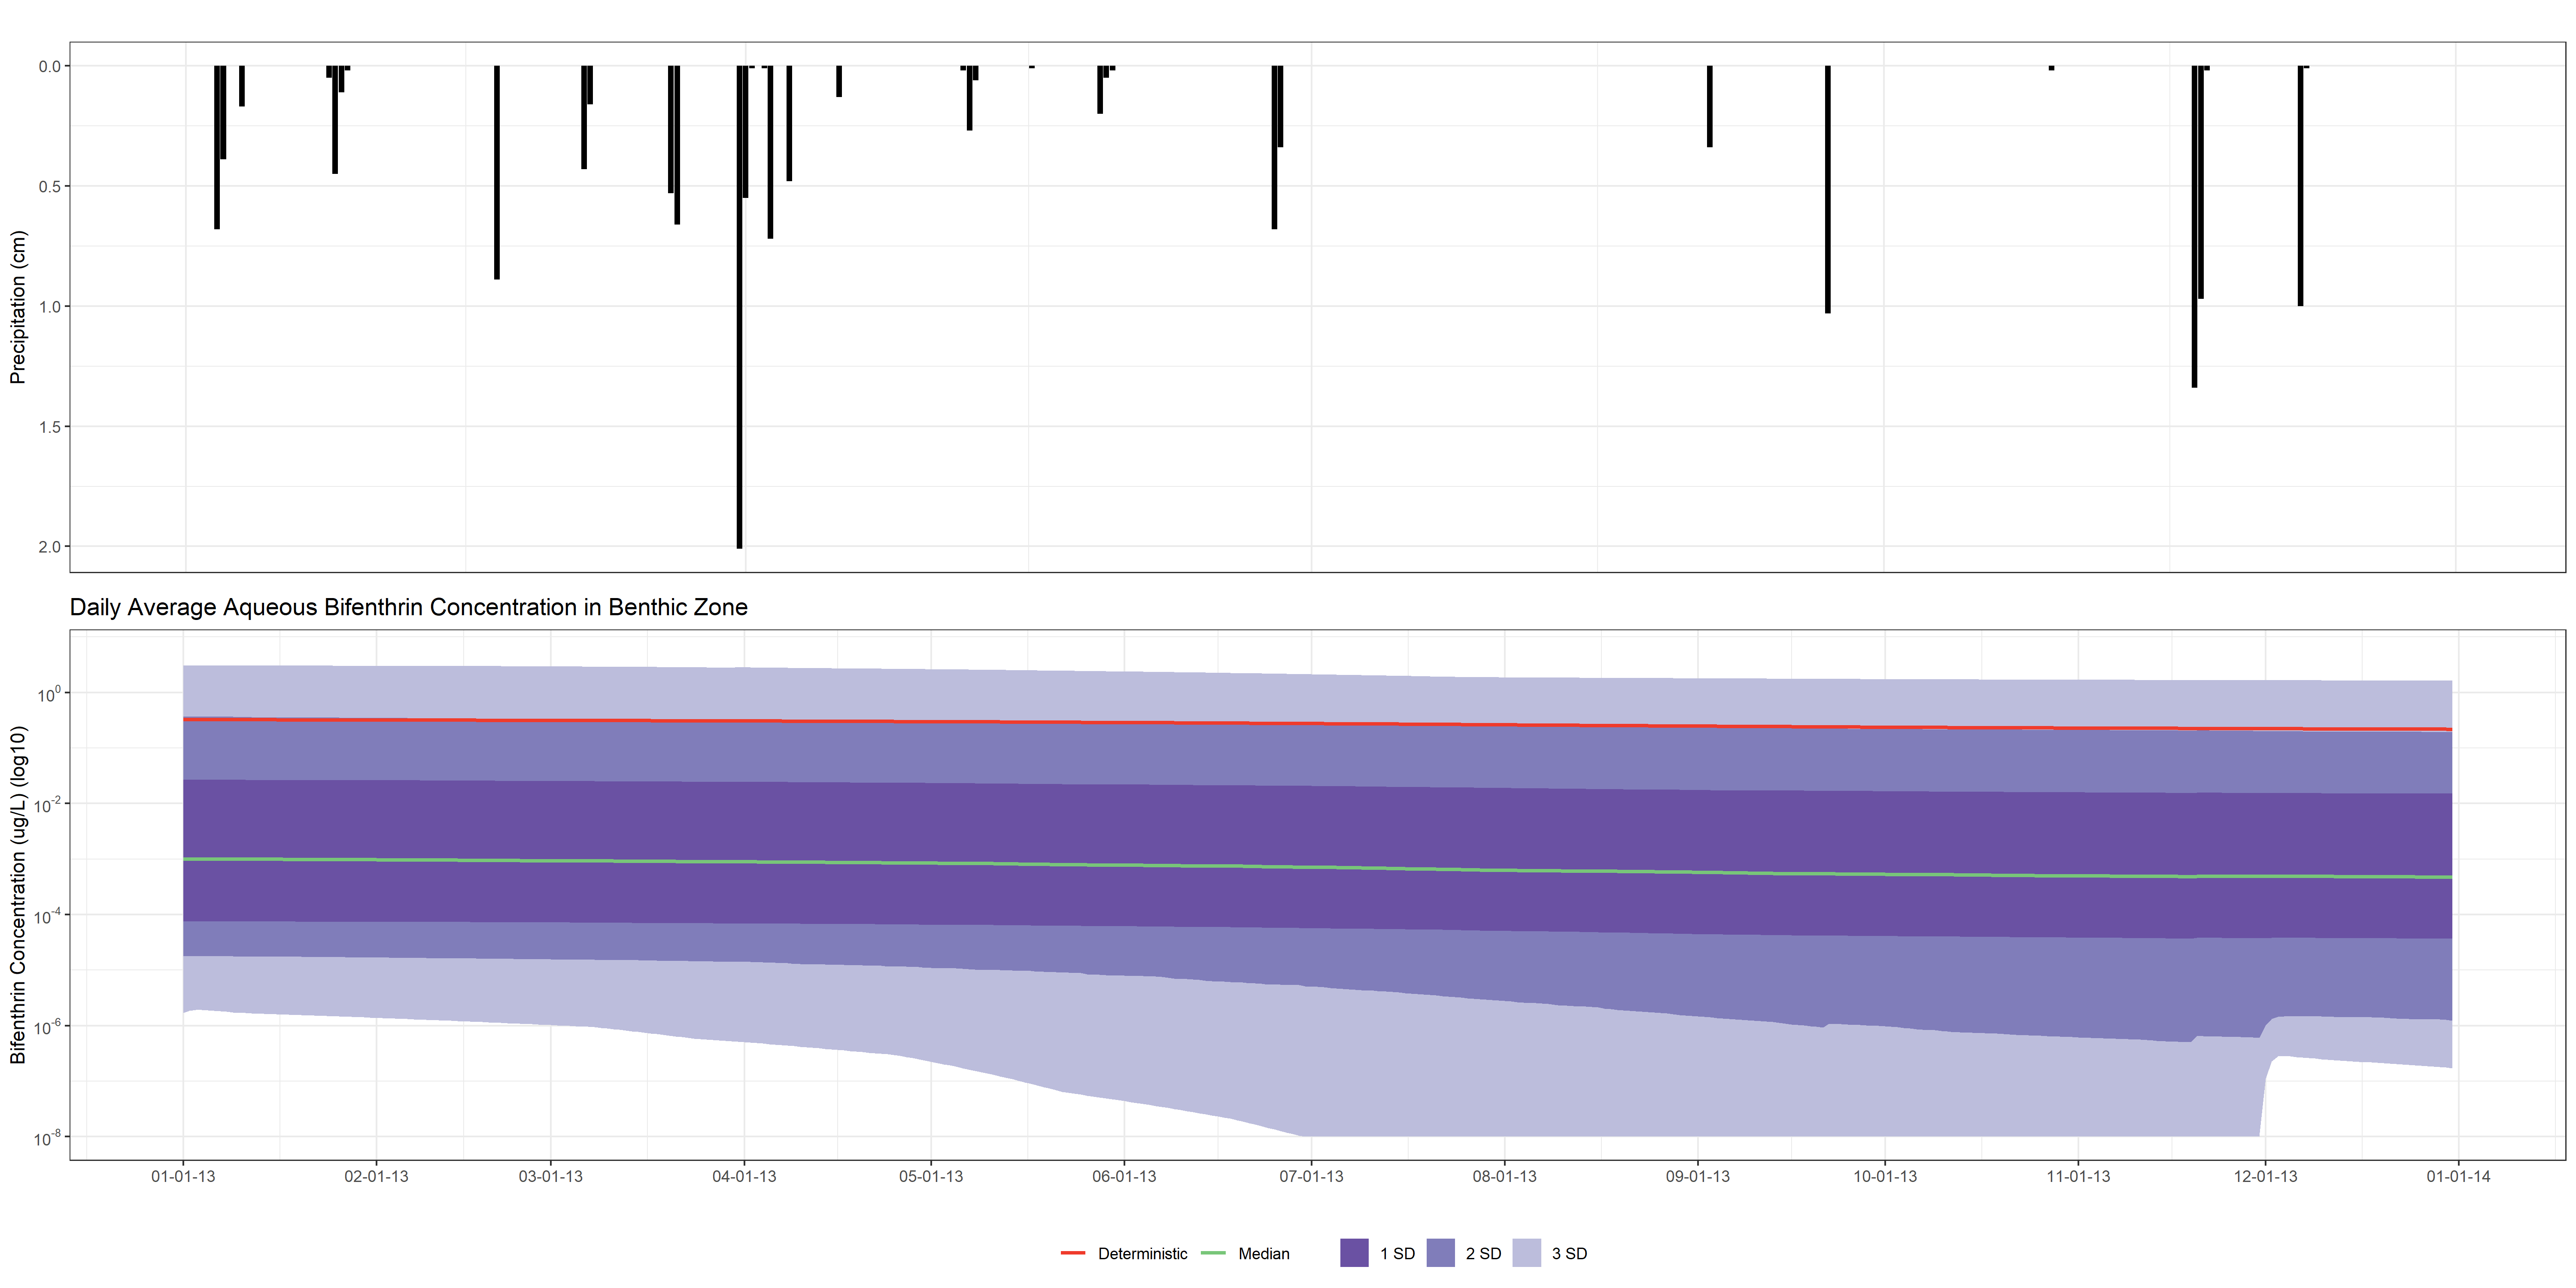 Precipitation (cm)
0.0
0.5
1.0
1.5
2.0
Daily Average Aqueous Bifenthrin Concentration in Benthic Zone
Bifenthrin Concentration (ug/L) (log10)
10^0
10^-2
10^-4
10^-6
10^-8
01-01-13 02-01-13 03-01-13 04-01-13 05-01-13 06-01-13 07-01-13 08-01-13 09-01-13 10-01-13 11-01-13 12-01-13 01-01-14
Deterministic Median 1 SD 2 SD 3 SD